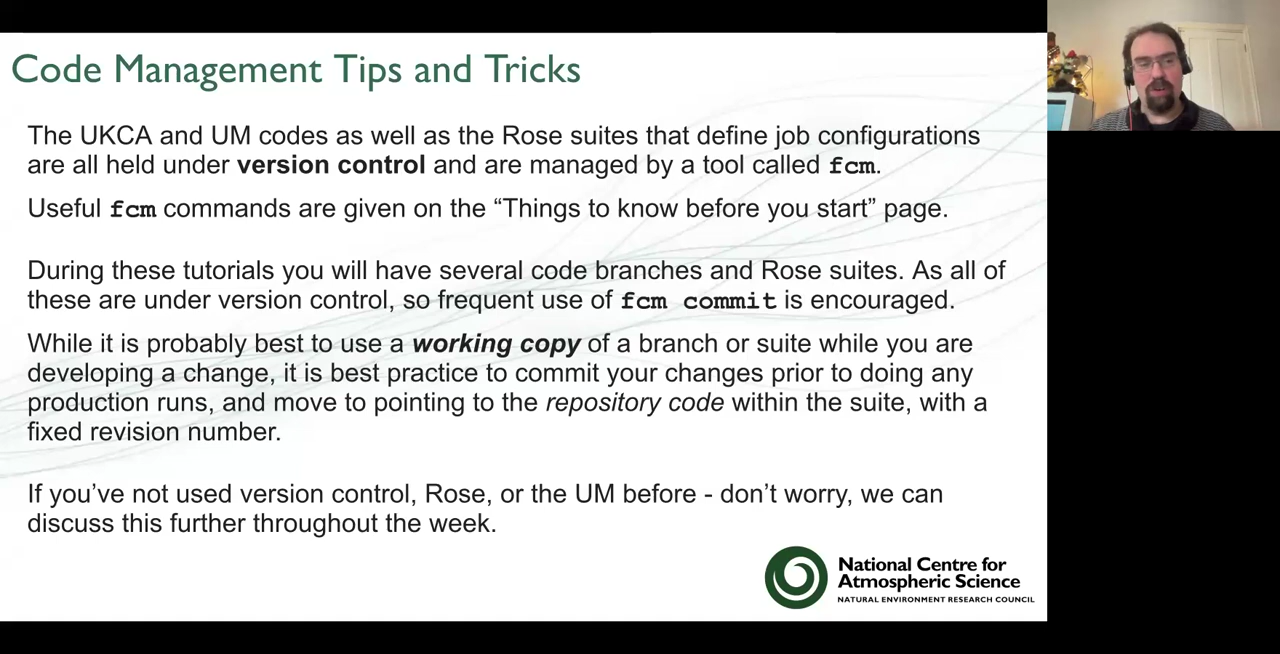 Code Management Tips and Tricks
The UKCA and UM codes as well as the Rose suites that define job configurations
are all held under version control and are managed by a tool called fcm.
Useful fcm commands are given on the “Things to know before you start” page.
During these tutorials you will have several code branches and Rose suites. As all of
these are under version control, so frequent use of fcm commit is encouraged.
While it is probably best to use a working copy of a branch or suite while you are
developing a change, it is best practice to commit your changes prior to doing any
production runs, and move to pointing to the repository code within the suite, with a
fixed revision number.
If you’ve not used version control, Rose, or the UM before - don’t worry, we can
discuss this further throughout the week.
National Centre for
Atmospheric Science
NATURAL ENVIRONMENT RESEARCH COUNCIL